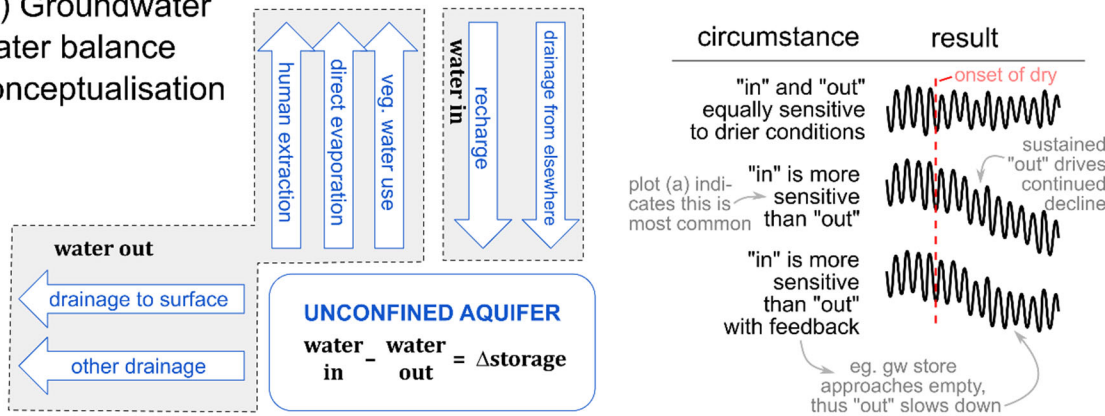 ) Groundwater
ater balance
onceptualisation
human extraction
direct evaporation
veg. water use
water in
recharge
drainage from elsewhere
water out
drainage to surface
other drainage
UNCONFINED AQUIFER
water in - water out = Δstorage
circumstance
result
onset of dry
"in" and "out"
equally sensitive
to drier conditions
plot (a) indi-
cates this is
most common
"in" is more
sensitive
than "out"
sustained
"out" drives
continued
decline
"in" is more
sensitive
than "out"
with feedback
eg. gw store
approaches empty,
thus "out" slows down